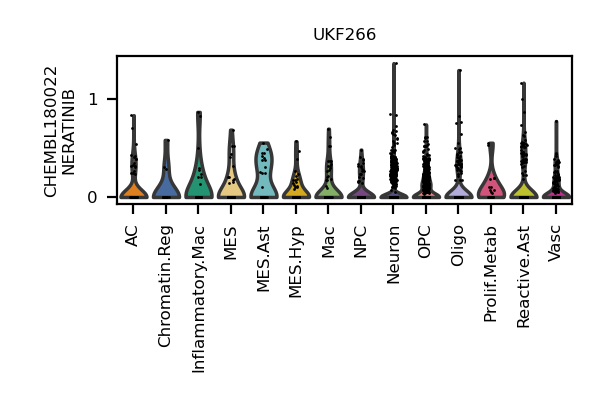 UKF266
CHEMBL180022
NERATINIB
1
0
AC
Chromatin.Reg
Inflammatory.Mac
MES
MES.Ast
MES.Hyp
Mac
NPC
Neuron
OPC
Oligo
Prolif.Metab
Reactive.Ast
Vasc